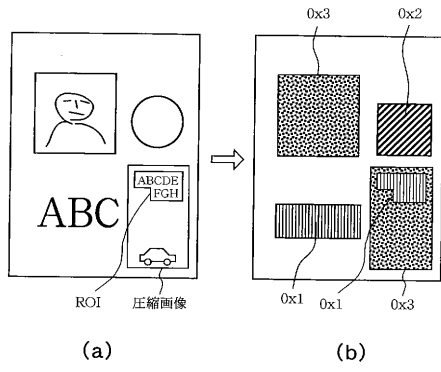 0x3
0x2
ABCDE
FGH
ABC
ROI
圧縮画像
0x1
0x1
0x3
(a)
(b)